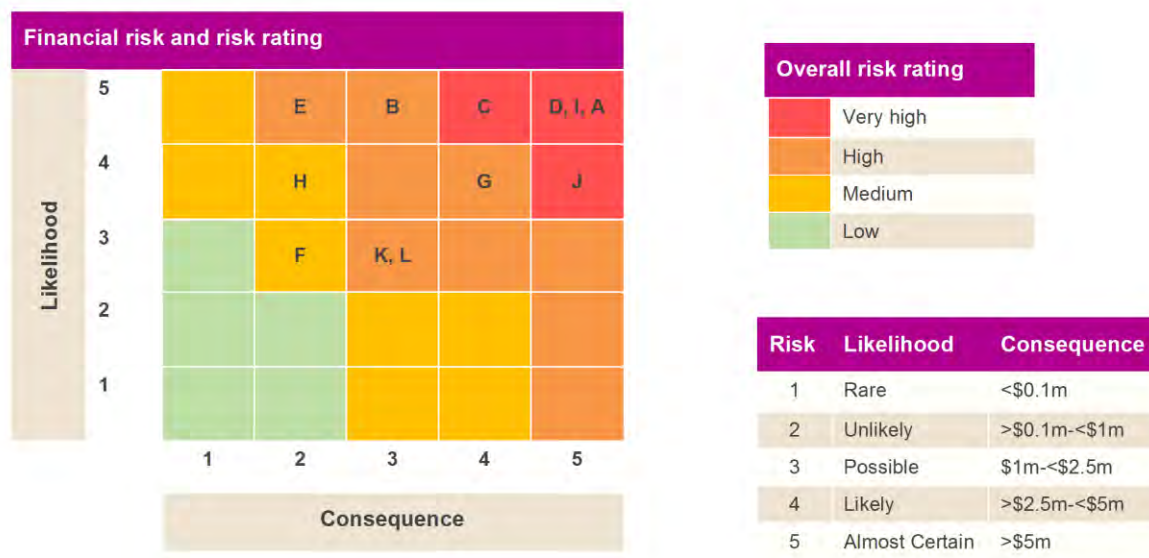 Financial risk and risk rating
Likelihood
5 E B C D, I, A
4 H G J
3 F K, L
2
1
1 2 3 4 5
Consequence
Overall risk rating
Very high
High
Medium
Low
Risk Likelihood Consequence
1 Rare <$0.1m
2 Unlikely >$0.1m-<$1m
3 Possible $1m-<$2.5m
4 Likely >$2.5m-<$5m
5 Almost Certain >$5m